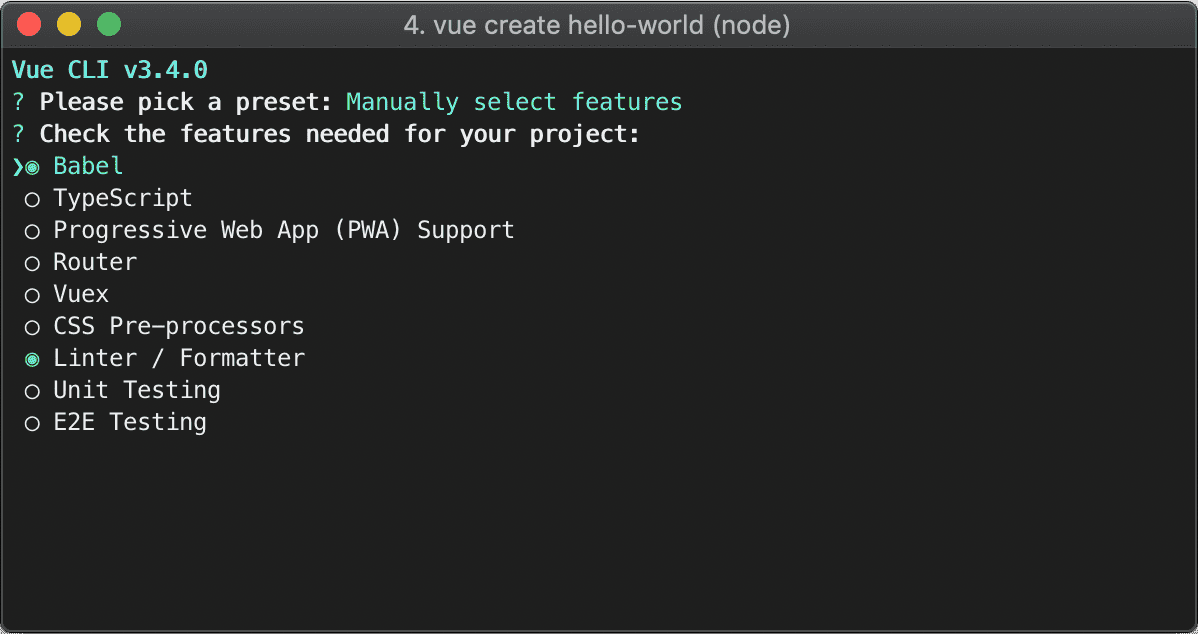 4. vue create hello-world (node)
Vue CLI v3.4.0
? Please pick a preset: Manually select features
? Check the features needed for your project:
❯◉ Babel
◯ TypeScript
◯ Progressive Web App (PWA) Support
◯ Router
◯ Vuex
◯ CSS Pre-processors
◉ Linter / Formatter
◯ Unit Testing
◯ E2E Testing